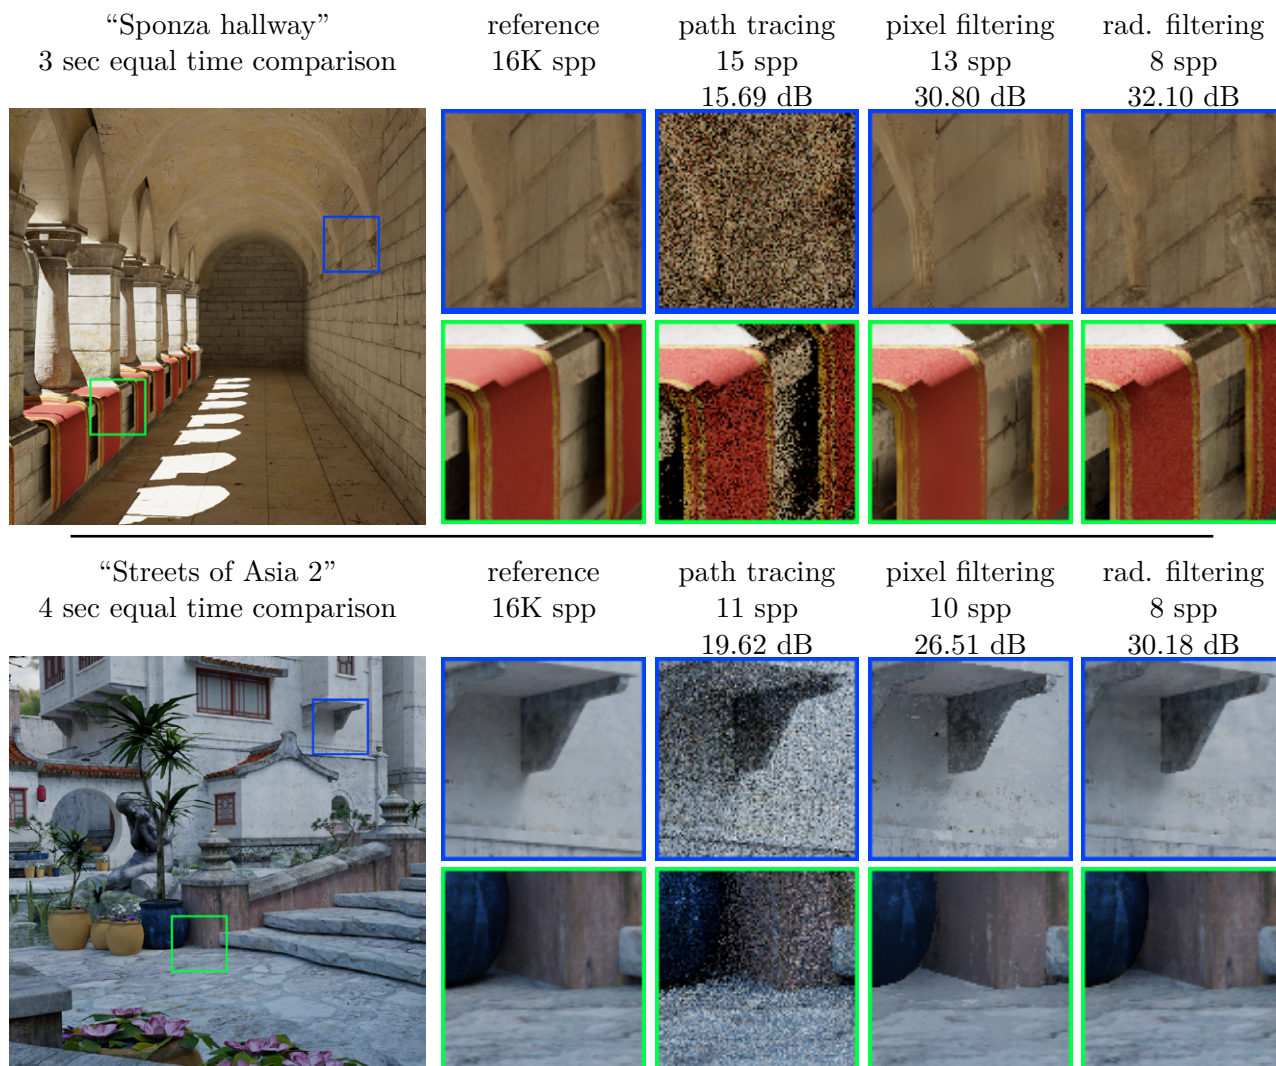 “Sponza hallway”
3 sec equal time comparison
reference
16K spp
path tracing
15 spp
15.69 dB
pixel filtering
13 spp
30.80 dB
rad. filtering
8 spp
32.10 dB
“Streets of Asia 2”
4 sec equal time comparison
reference
16K spp
path tracing
11 spp
19.62 dB
pixel filtering
10 spp
26.51 dB
rad. filtering
8 spp
30.18 dB